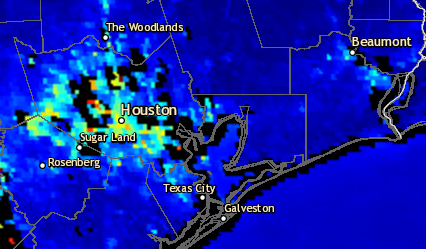 The Woodlands
Beaumont
Houston
Sugar Land
Rosenberg
Texas City
Galveston